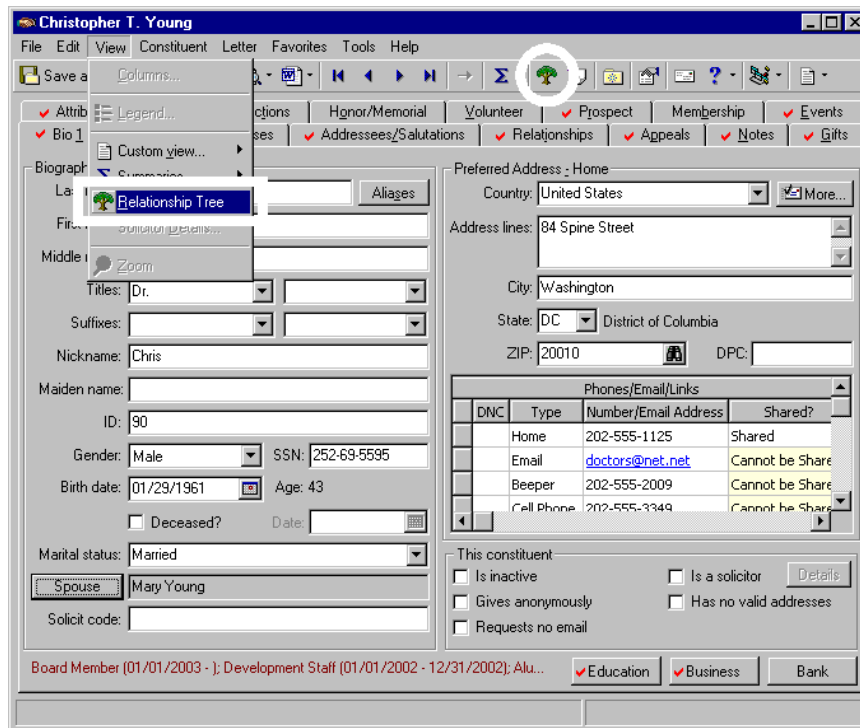 Christopher T. Young
File Edit View Constituent Letter Favorites Tools Help
Save a
Columns...
Legend...
Custom view...
Relationship Tree
Zoom
Honor/Memorial Volunteer Prospect Membership Events
Bio 1 Addressees/Salutations Relationships Appeals Notes Gifts
Aliases
Titles: Dr.
Suffixes:
Nickname: Chris
Maiden name:
ID: 90
Gender: Male SSN: 252-69-5595
Birth date: 01/29/1961 Age: 43
Deceased? Date:
Marital status: Married
Spouse Mary Young
Solicit code:
Preferred Address - Home
Country: United States More...
Address lines: 84 Spine Street
City: Washington
State: DC District of Columbia
ZIP: 20010 DPC:
Phones/Email/Links
DNC Type Number/Email Address Shared?
Home 202-555-1125 Shared
Email doctors@net.net Cannot be Share
Beeper 202-555-2009 Cannot be Share
Cell Phone 202-555-3349 Cannot be Share
This constituent
Is inactive Is a solicitor Details
Gives anonymously Has no valid addresses
Requests no email
Board Member (01/01/2003 - ); Development Staff (01/01/2002 - 12/31/2002); Alu...
Education Business Bank